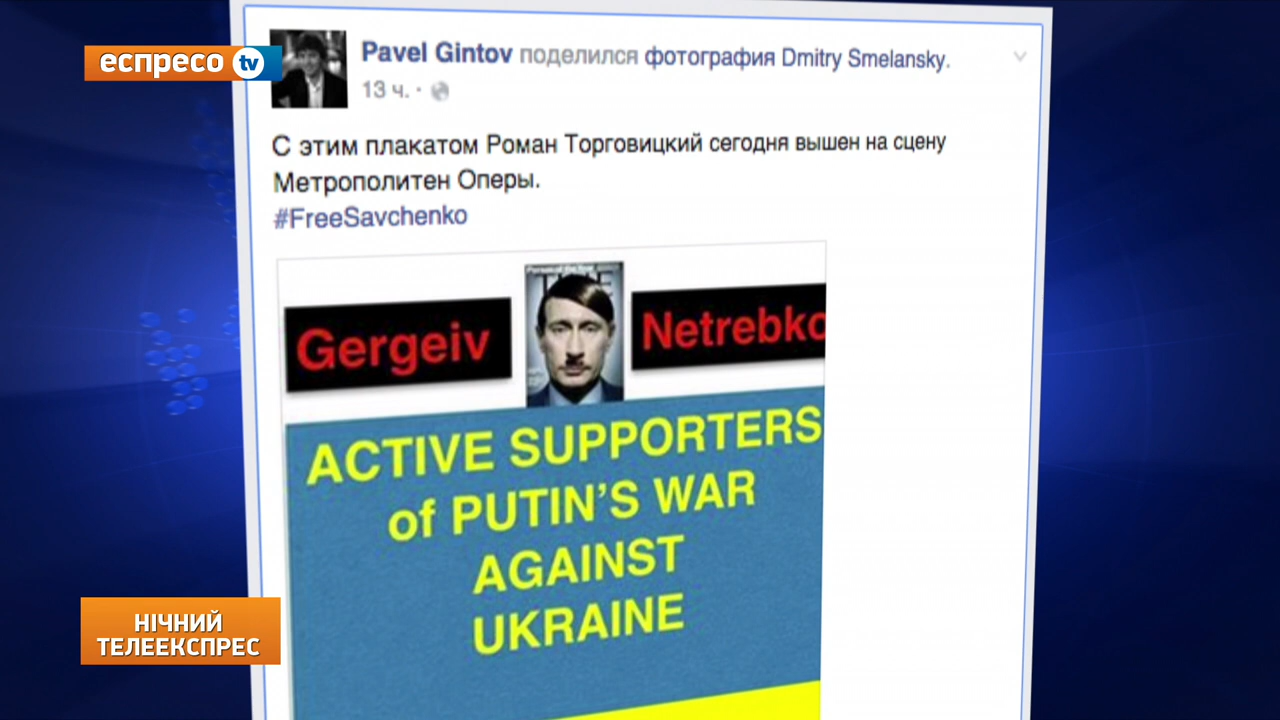 еспресо tv
Pavel Gintov поделился фотография Dmitry Smelansky.
13 ч. ·
С этим плакатом Роман Торговицкий сегодня вышен на сцену
Метрополитен Оперы.
#FreeSavchenko
TIME
Gergeiv
Netrebko
ACTIVE SUPPORTERS
of PUTIN'S WAR
AGAINST
UKRAINE
НІЧНИЙ
ТЕЛЕЕКСПРЕС